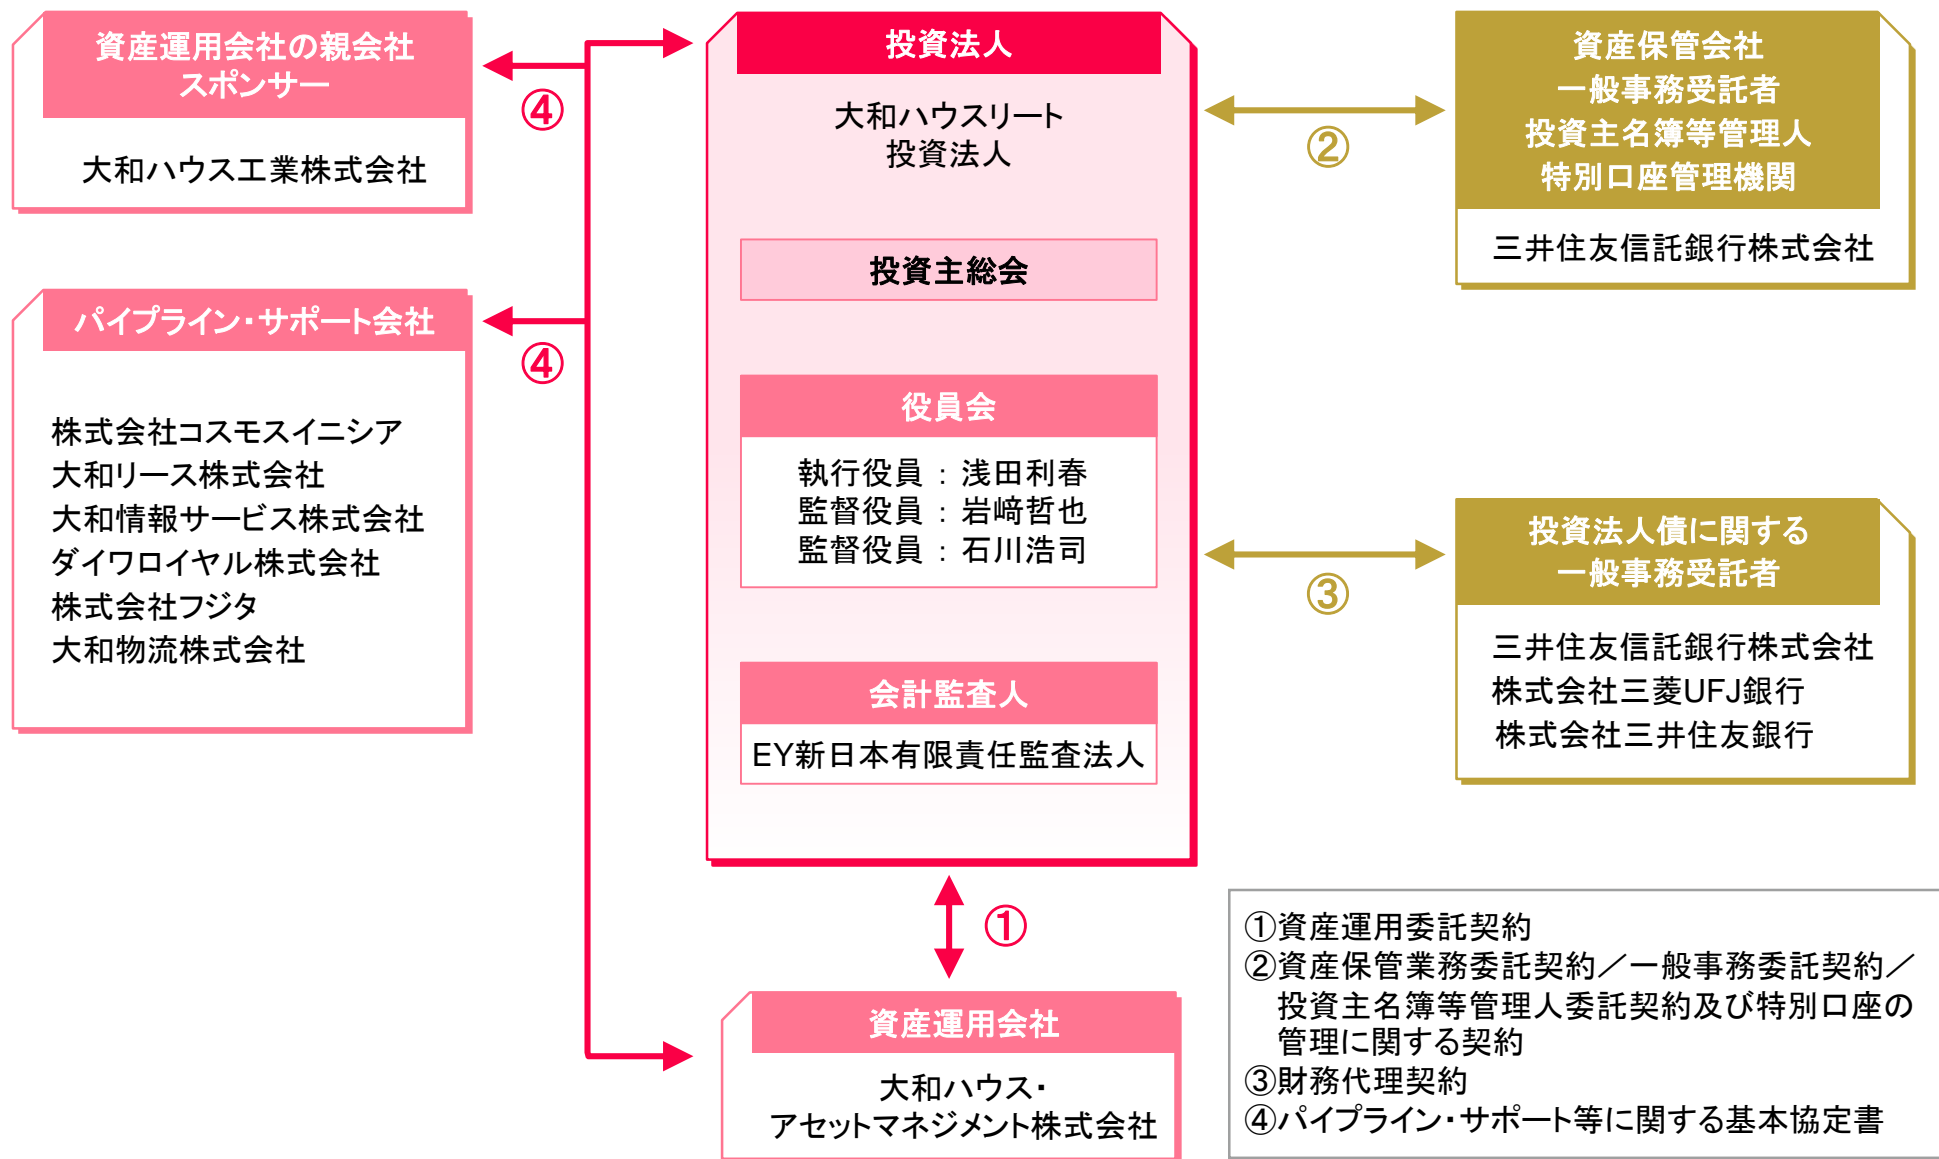 資産運用会社の親会社
スポンサー
大和ハウス工業株式会社
④
パイプライン・サポート会社
株式会社コスモスイニシア
大和リース株式会社
大和情報サービス株式会社
ダイワロイヤル株式会社
株式会社フジタ
大和物流株式会社
④
投資法人
大和ハウスリート
投資法人
投資主総会
役員会
執行役員 : 浅田利春
監督役員 : 岩﨑哲也
監督役員 : 石川浩司
会計監査人
EY新日本有限責任監査法人
①
資産運用会社
大和ハウス・
アセットマネジメント株式会社
②
資産保管会社
一般事務受託者
投資主名簿等管理人
特別口座管理機関
三井住友信託銀行株式会社
③
投資法人債に関する
一般事務受託者
三井住友信託銀行株式会社
株式会社三菱UFJ銀行
株式会社三井住友銀行
①資産運用委託契約
②資産保管業務委託契約／一般事務委託契約／
投資主名簿等管理人委託契約及び特別口座の
管理に関する契約
③財務代理契約
④パイプライン・サポート等に関する基本協定書